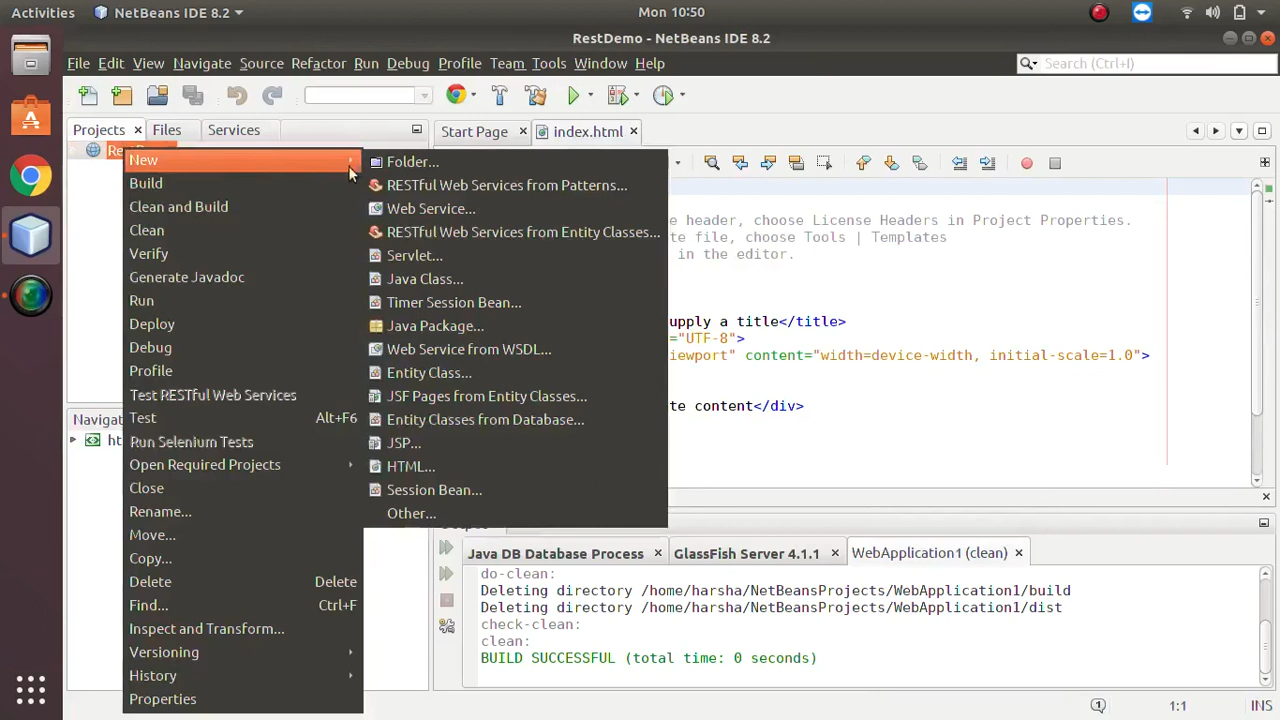 Activities
NetBeans IDE 8.2
Mon 10:50
RestDemo - NetBeans IDE 8.2
File Edit View Navigate Source Refactor Run Debug Profile Team Tools Window Help
Search (Ctrl+I)
Projects
Files
Services
Start Page
index.html
New
Build
Clean and Build
Clean
Verify
Generate Javadoc
Run
Deploy
Debug
Profile
Test RESTful Web Services
Test Alt+F6
Run Selenium Tests
Open Required Projects
Close
Rename...
Move...
Copy...
Delete Delete
Find... Ctrl+F
Inspect and Transform...
Versioning
History
Properties
Folder...
RESTful Web Services from Patterns...
Web Service...
RESTful Web Services from Entity Classes...
Servlet...
Java Class...
Timer Session Bean...
Java Package...
Web Service from WSDL...
Entity Class...
JSF Pages from Entity Classes...
Entity Classes from Database...
JSP...
HTML...
Session Bean...
Other...
e header, choose License Headers in Project Properties.
te file, choose Tools | Templates
in the editor.
upply a title</title>
="UTF-8">
iewport" content="width=device-width, initial-scale=1.0">
te content</div>
Java DB Database Process
GlassFish Server 4.1.1
WebApplication1 (clean)
do-clean:
Deleting directory /home/harsha/NetBeansProjects/WebApplication1/build
Deleting directory /home/harsha/NetBeansProjects/WebApplication1/dist
check-clean:
clean:
BUILD SUCCESSFUL (total time: 0 seconds)
1:1
INS